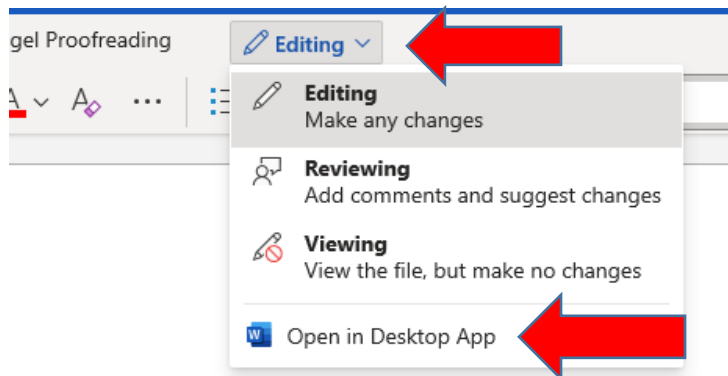 gel Proofreading
Editing
A
A
...
Editing
Make any changes
Reviewing
Add comments and suggest changes
Viewing
View the file, but make no changes
W
Open in Desktop App